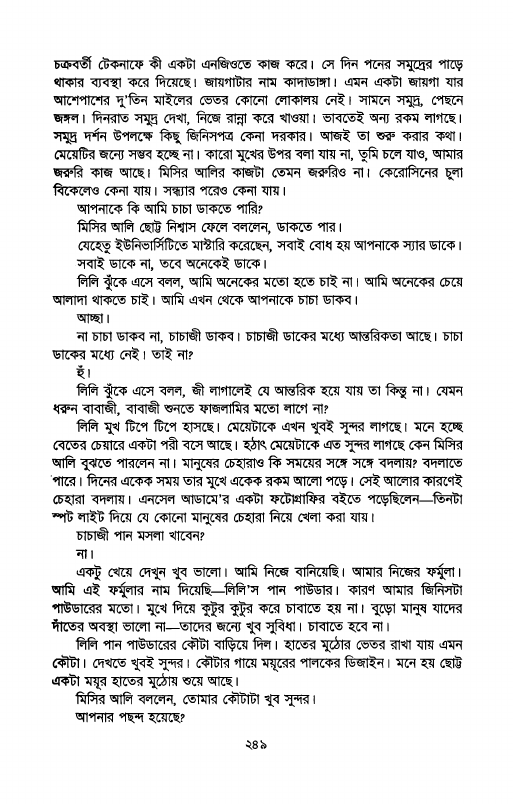 চক্রবর্তী টেকনাফে কী একটা এনজিওতে কাজ করে। সে দিন পনের সমুদ্রের পাড়ে
থাকার ব্যবস্থা করে দিয়েছে। জায়গাটার নাম কাদাডাঙ্গা। এমন একটা জায়গা যার
আশেপাশের দু'তিন মাইলের ভেতর কোনো লোকালয় নেই। সামনে সমুদ্র, পেছনে
জঙ্গল। দিনরাত সমুদ্র দেখা, নিজে রান্না করে খাওয়া। ভাবতেই অন্য রকম লাগছে।
সমুদ্র দর্শন উপলক্ষে কিছু জিনিসপত্র কেনা দরকার। আজই তা শুরু করার কথা।
মেয়েটির জন্যে সম্ভব হচ্ছে না। কারো মুখের উপর বলা যায় না, তুমি চলে যাও, আমার
জরুরি কাজ আছে। মিসির আলির কাজটা তেমন জরুরিও না। কেরোসিনের চুলা
বিকেলেও কেনা যায়। সন্ধ্যার পরেও কেনা যায়।
আপনাকে কি আমি চাচা ডাকতে পারি?
মিসির আলি ছোট্ট নিশ্বাস ফেলে বললেন, ডাকতে পার।
যেহেতু ইউনিভার্সিটিতে মাস্টারি করেছেন, সবাই বোধ হয় আপনাকে স্যার ডাকে।
সবাই ডাকে না, তবে অনেকেই ডাকে।
লিলি ঝুঁকে এসে বলল, আমি অনেকের মতো হতে চাই না। আমি অনেকের চেয়ে
আলাদা থাকতে চাই। আমি এখন থেকে আপনাকে চাচা ডাকব।
আচ্ছা।
না চাচা ডাকব না, চাচাজী ডাকব। চাচাজী ডাকের মধ্যে আন্তরিকতা আছে। চাচা
ডাকের মধ্যে নেই। তাই না?
হুঁ।
লিলি ঝুঁকে এসে বলল, জী লাগালেই যে আন্তরিক হয়ে যায় তা কিন্তু না। যেমন
ধরুন বাবাজী, বাবাজী শুনতে ফাজলামির মতো লাগে না?
লিলি মুখ টিপে টিপে হাসছে। মেয়েটাকে এখন খুবই সুন্দর লাগছে। মনে হচ্ছে
বেতের চেয়ারে একটা পরী বসে আছে। হঠাৎ মেয়েটাকে এত সুন্দর লাগছে কেন মিসির
আলি বুঝতে পারলেন না। মানুষের চেহারাও কি সময়ের সঙ্গে সঙ্গে বদলায়? বদলাতে
পারে। দিনের একেক সময় তার মুখে একেক রকম আলো পড়ে। সেই আলোর কারণেই
চেহারা বদলায়। এনসেল আডামে'র একটা ফটোগ্রাফির বইতে পড়েছিলেন—তিনটা
স্পট লাইট দিয়ে যে কোনো মানুষের চেহারা নিয়ে খেলা করা যায়।
চাচাজী পান মসলা খাবেন?
না।
একটু খেয়ে দেখুন খুব ভালো। আমি নিজে বানিয়েছি। আমার নিজের ফর্মুলা।
আমি এই ফর্মুলার নাম দিয়েছি—লিলি'স পান পাউডার। কারণ আমার জিনিসটা
পাউডারের মতো। মুখে দিয়ে কুটুর কুটুর করে চাবাতে হয় না। বুড়ো মানুষ যাদের
দাঁতের অবস্থা ভালো না—তাদের জন্যে খুব সুবিধা। চাবাতে হবে না।
লিলি পান পাউডারের কৌটা বাড়িয়ে দিল। হাতের মুঠোর ভেতর রাখা যায় এমন
কৌটা। দেখতে খুবই সুন্দর। কৌটার গায়ে ময়ূরের পালকের ডিজাইন। মনে হয় ছোট্ট
একটা ময়ূর হাতের মুঠোয় শুয়ে আছে।
মিসির আলি বললেন, তোমার কৌটাটা খুব সুন্দর।
আপনার পছন্দ হয়েছে?
২৪৯